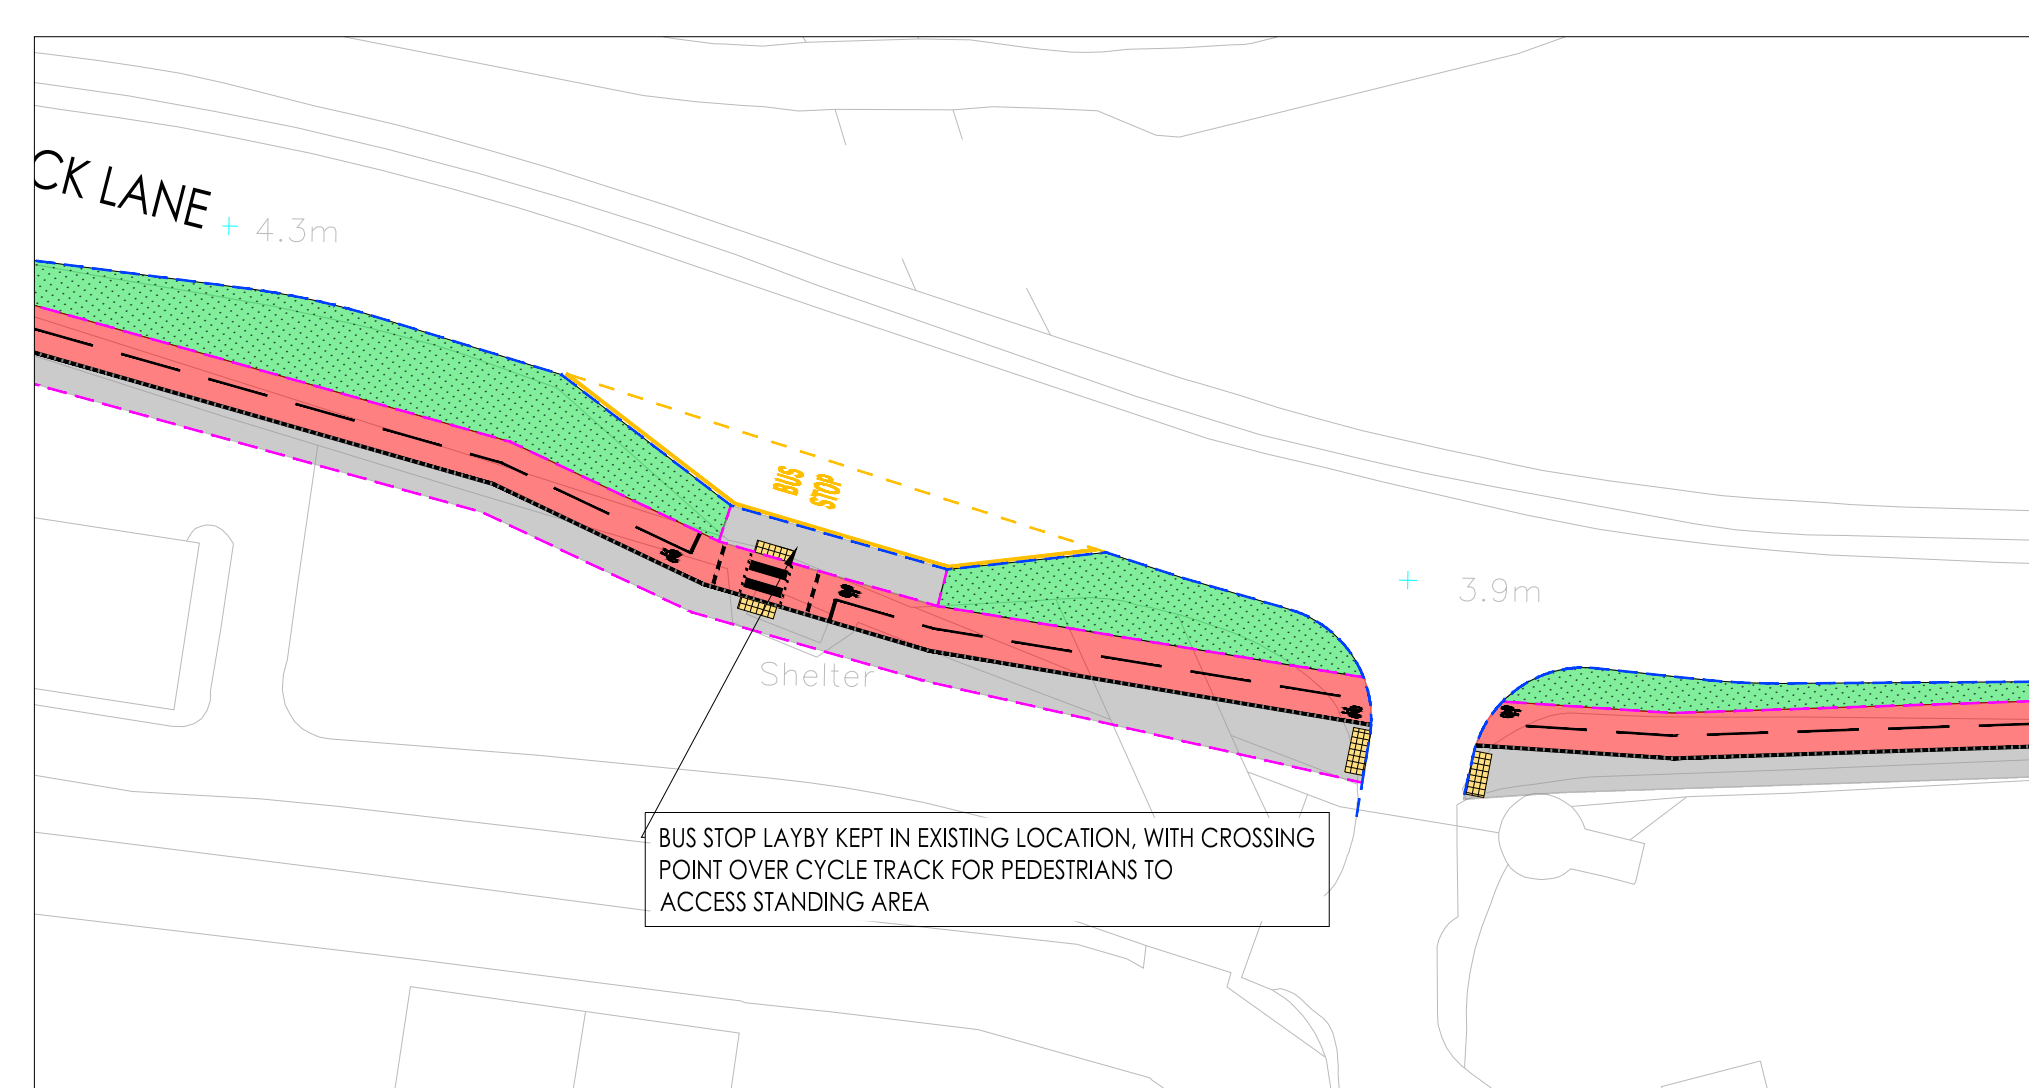 CK LANE
4.3m
BUS
STOP
3.9m
Shelter
BUS STOP LAYBY KEPT IN EXISTING LOCATION, WITH CROSSING
POINT OVER CYCLE TRACK FOR PEDESTRIANS TO
ACCESS STANDING AREA